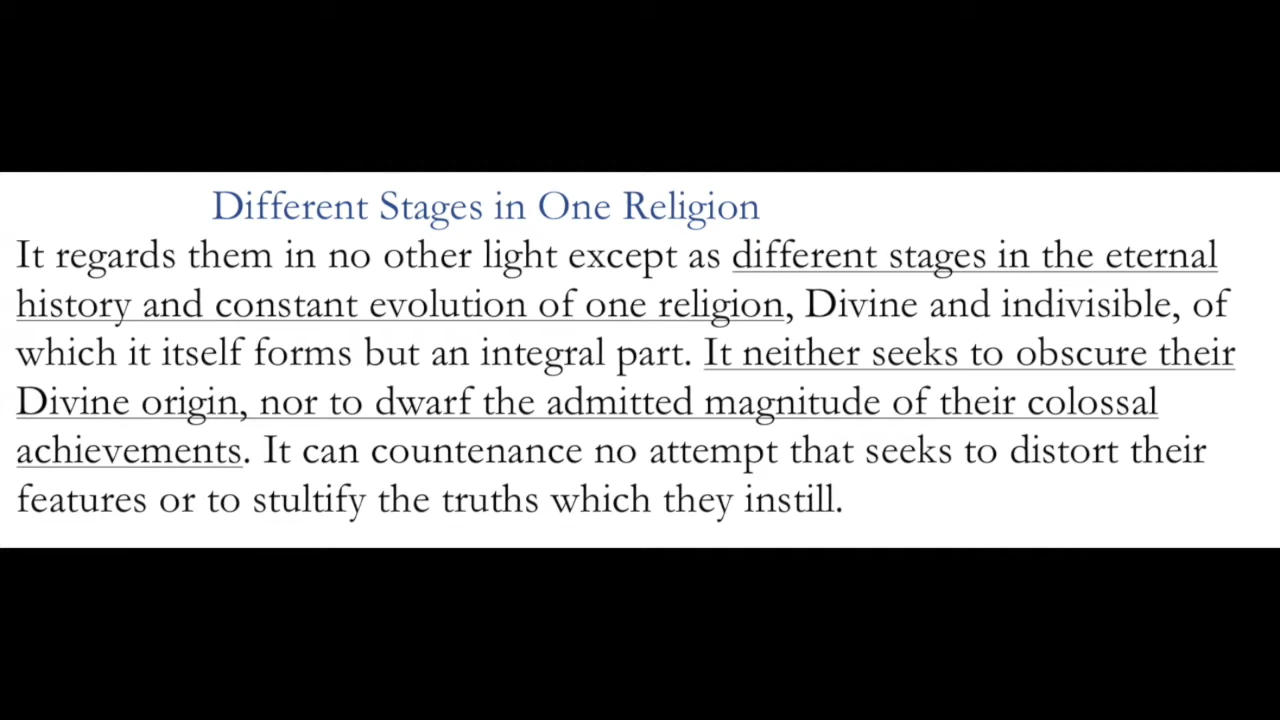 Different Stages in One Religion
It regards them in no other light except as different stages in the eternal
history and constant evolution of one religion, Divine and indivisible, of
which it itself forms but an integral part. It neither seeks to obscure their
Divine origin, nor to dwarf the admitted magnitude of their colossal
achievements. It can countenance no attempt that seeks to distort their
features or to stultify the truths which they instill.